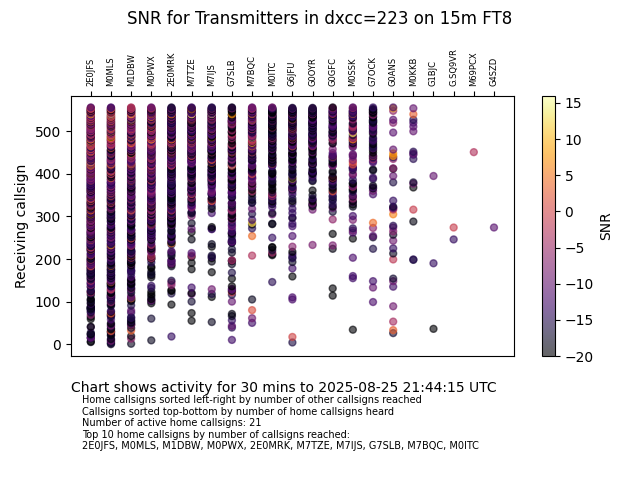 SNR for Transmitters in dxcc=223 on 15m FT8
2E0JFS M0MLS M1DBW M0PWX 2E0MRK M7TZE M7IJS G7SLB M7BQC M0ITC G6JFU G0OYR G0GFC M0SSK G7OCK G0ANS M0KKB G1BJC G.SQ9VR M69PCX G4SZD
Receiving callsign
500
400
300
200
100
0
15
10
5
0
−5
−10
−15
−20
SNR
Chart shows activity for 30 mins to 2025-08-25 21:44:15 UTC
Home callsigns sorted left-right by number of other callsigns reached
Callsigns sorted top-bottom by number of home callsigns heard
Number of active home callsigns: 21
Top 10 home callsigns by number of callsigns reached:
2E0JFS, M0MLS, M1DBW, M0PWX, 2E0MRK, M7TZE, M7IJS, G7SLB, M7BQC, M0ITC